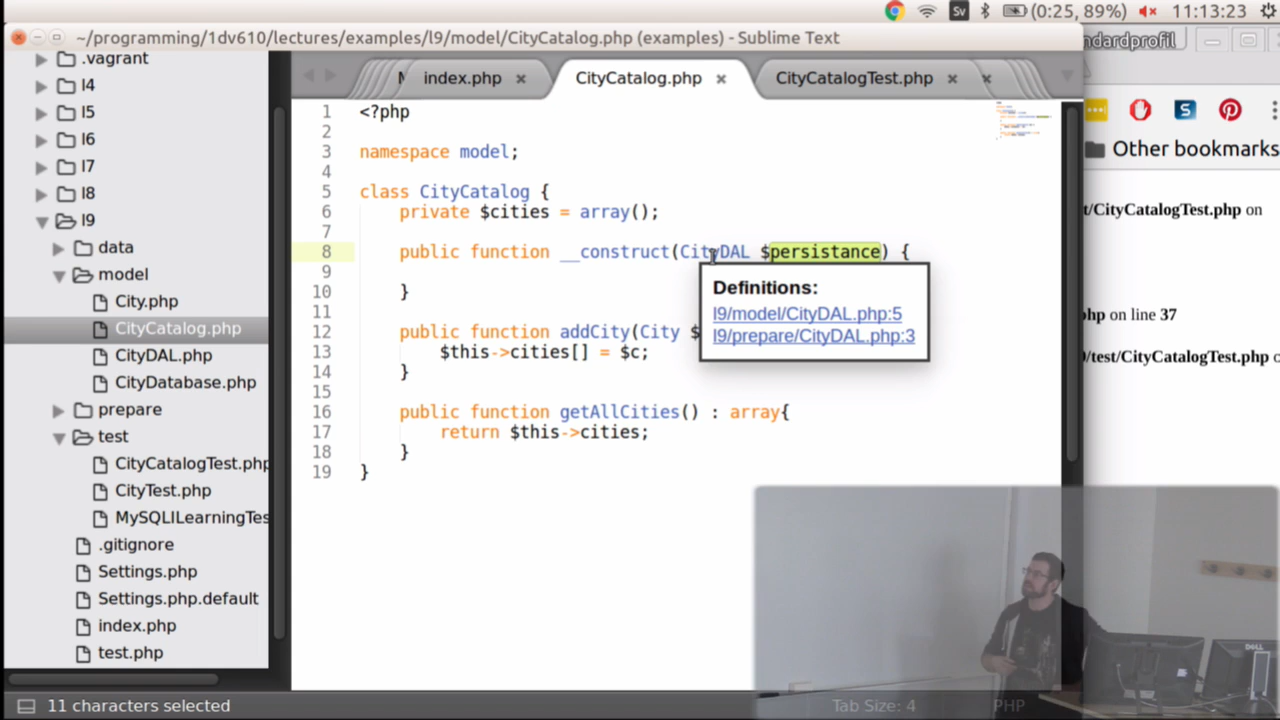 Sv
(0:25, 89%)
11:13:23
~/programming/1dv610/lectures/examples/l9/model/CityCatalog.php (examples) - Sublime Text
ndardprofil
.vagrant
l4
l5
l6
l7
l8
l9
data
model
City.php
CityCatalog.php
CityDAL.php
CityDatabase.php
prepare
test
CityCatalogTest.php
CityTest.php
MySQLILearningTes
.gitignore
Settings.php
Settings.php.default
index.php
test.php
index.php
CityCatalog.php
CityCatalogTest.php
1 <?php
2
3 namespace model;
4
5 class CityCatalog {
6 private $cities = array();
7
8 public function __construct(CityDAL $persistance) {
9
10 }
11
12 public function addCity(City $
13 $this->cities[] = $c;
14 }
15
16 public function getAllCities() : array{
17 return $this->cities;
18 }
19 }
Definitions:
l9/model/CityDAL.php:5
l9/prepare/CityDAL.php:3
Other bookmarks
t/CityCatalogTest.php on
php on line 37
/test/CityCatalogTest.php o
DELL
11 characters selected
Tab Size: 4
PHP